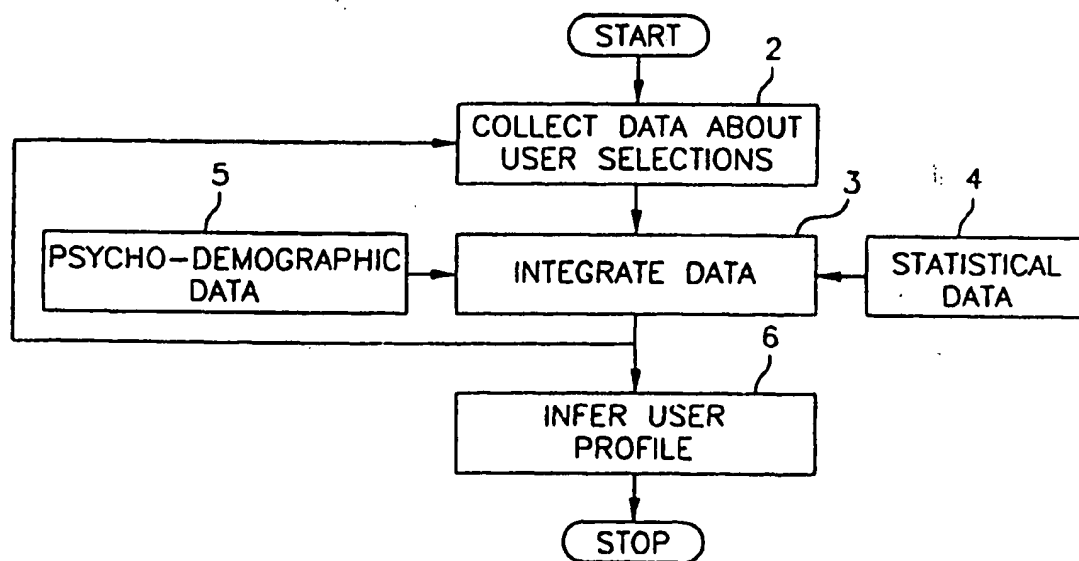 START
2
COLLECT DATA ABOUT
USER SELECTIONS
5
3
4
PSYCHO-DEMOGRAPHIC
DATA
INTEGRATE DATA
STATISTICAL
DATA
6
INFER USER
PROFILE
STOP